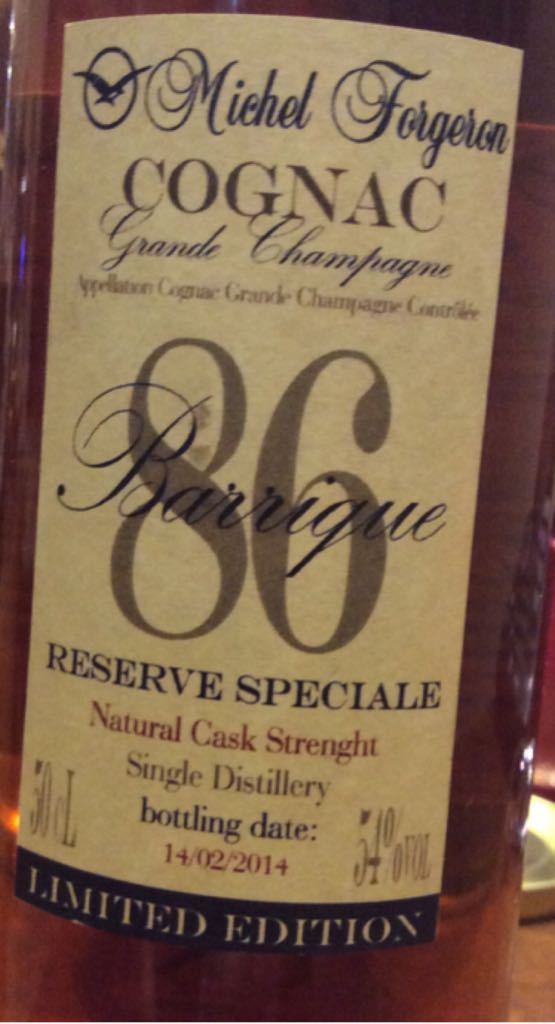 Michel Forgeron
COGNAC
Grande Champagne
Appellation Cognac Grande Champagne Contrôlée
86
Barrique
RESERVE SPECIALE
Natural Cask Strenght
Single Distillery
50 cL
bottling date:
54%VOL
14/02/2014
LIMITED EDITION